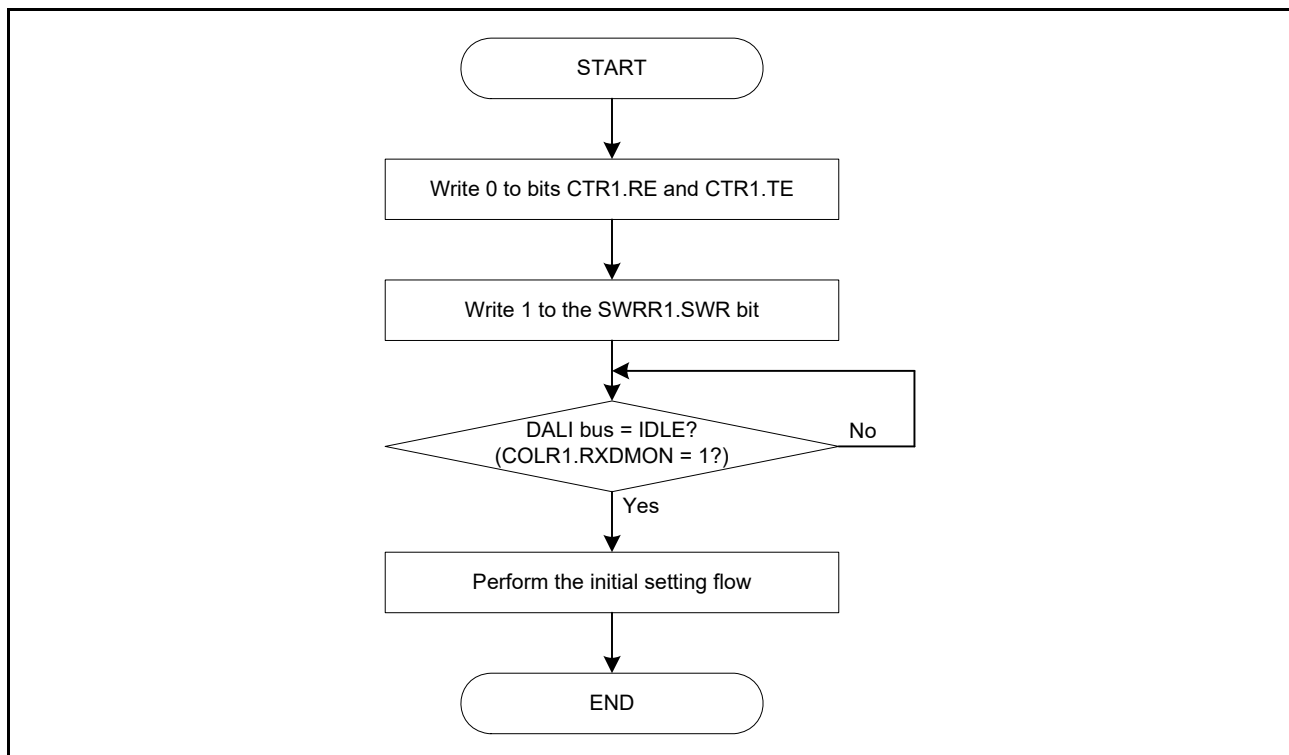 START
Write 0 to bits CTR1.RE and CTR1.TE
Write 1 to the SWRR1.SWR bit
DALI bus = IDLE?
(COLR1.RXDMON = 1?)
No
Yes
Perform the initial setting flow
END